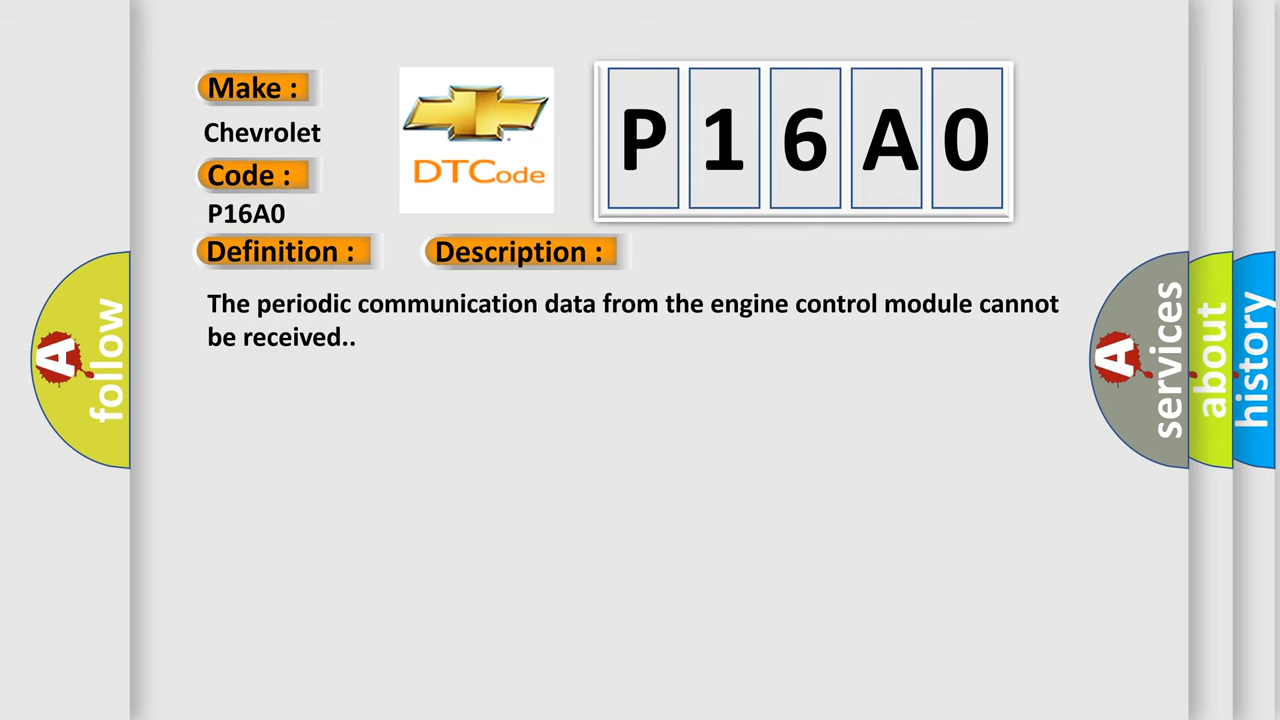 Make :
Chevrolet
Code :
P16A0
DTCode
P16A0
Definition :
Description :
The periodic communication data from the engine control module cannot
be received..
A follow
A services
about
history